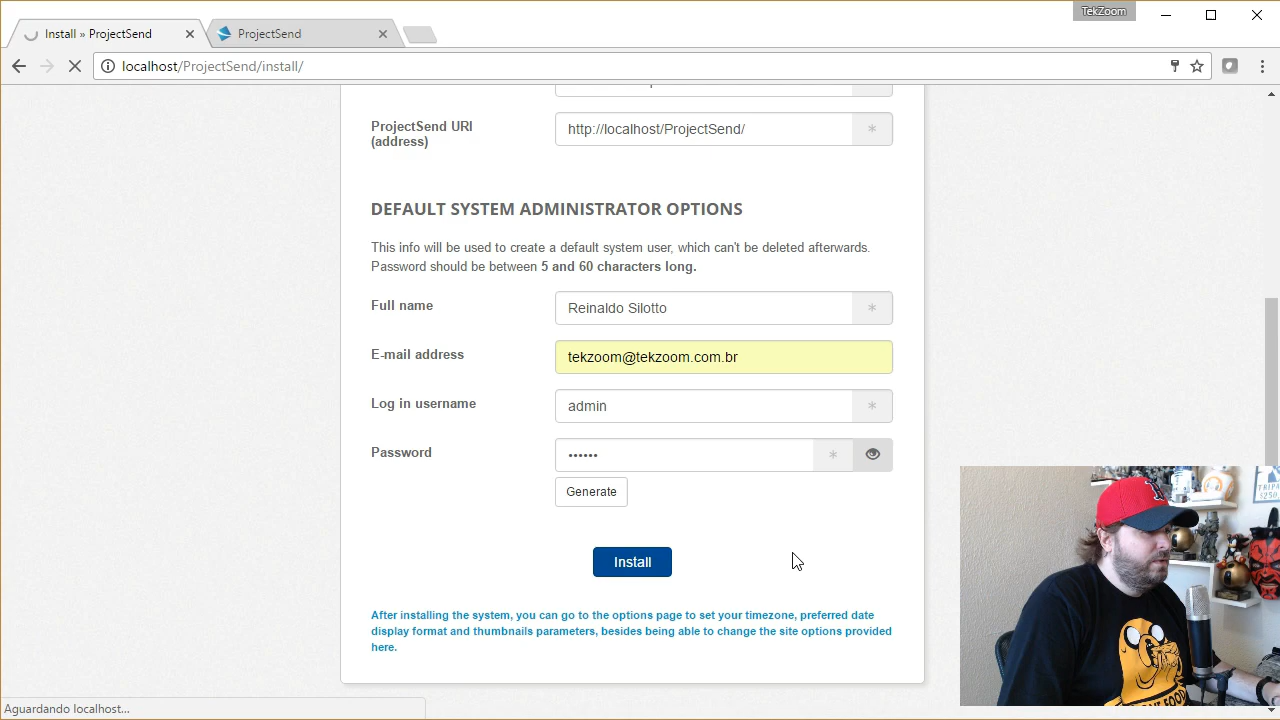 TekZoom
Install » ProjectSend
ProjectSend
localhost/ProjectSend/install/
ProjectSend URI
(address)
http://localhost/ProjectSend/
*
DEFAULT SYSTEM ADMINISTRATOR OPTIONS
This info will be used to create a default system user, which can't be deleted afterwards.
Password should be between 5 and 60 characters long.
Full name
Reinaldo Silotto
*
E-mail address
tekzoom@tekzoom.com.br
Log in username
admin
*
Password
••••••
*
Generate
Install
After installing the system, you can go to the options page to set your timezone, preferred date
display format and thumbnails parameters, besides being able to change the site options provided
here.
Aguardando localhost...